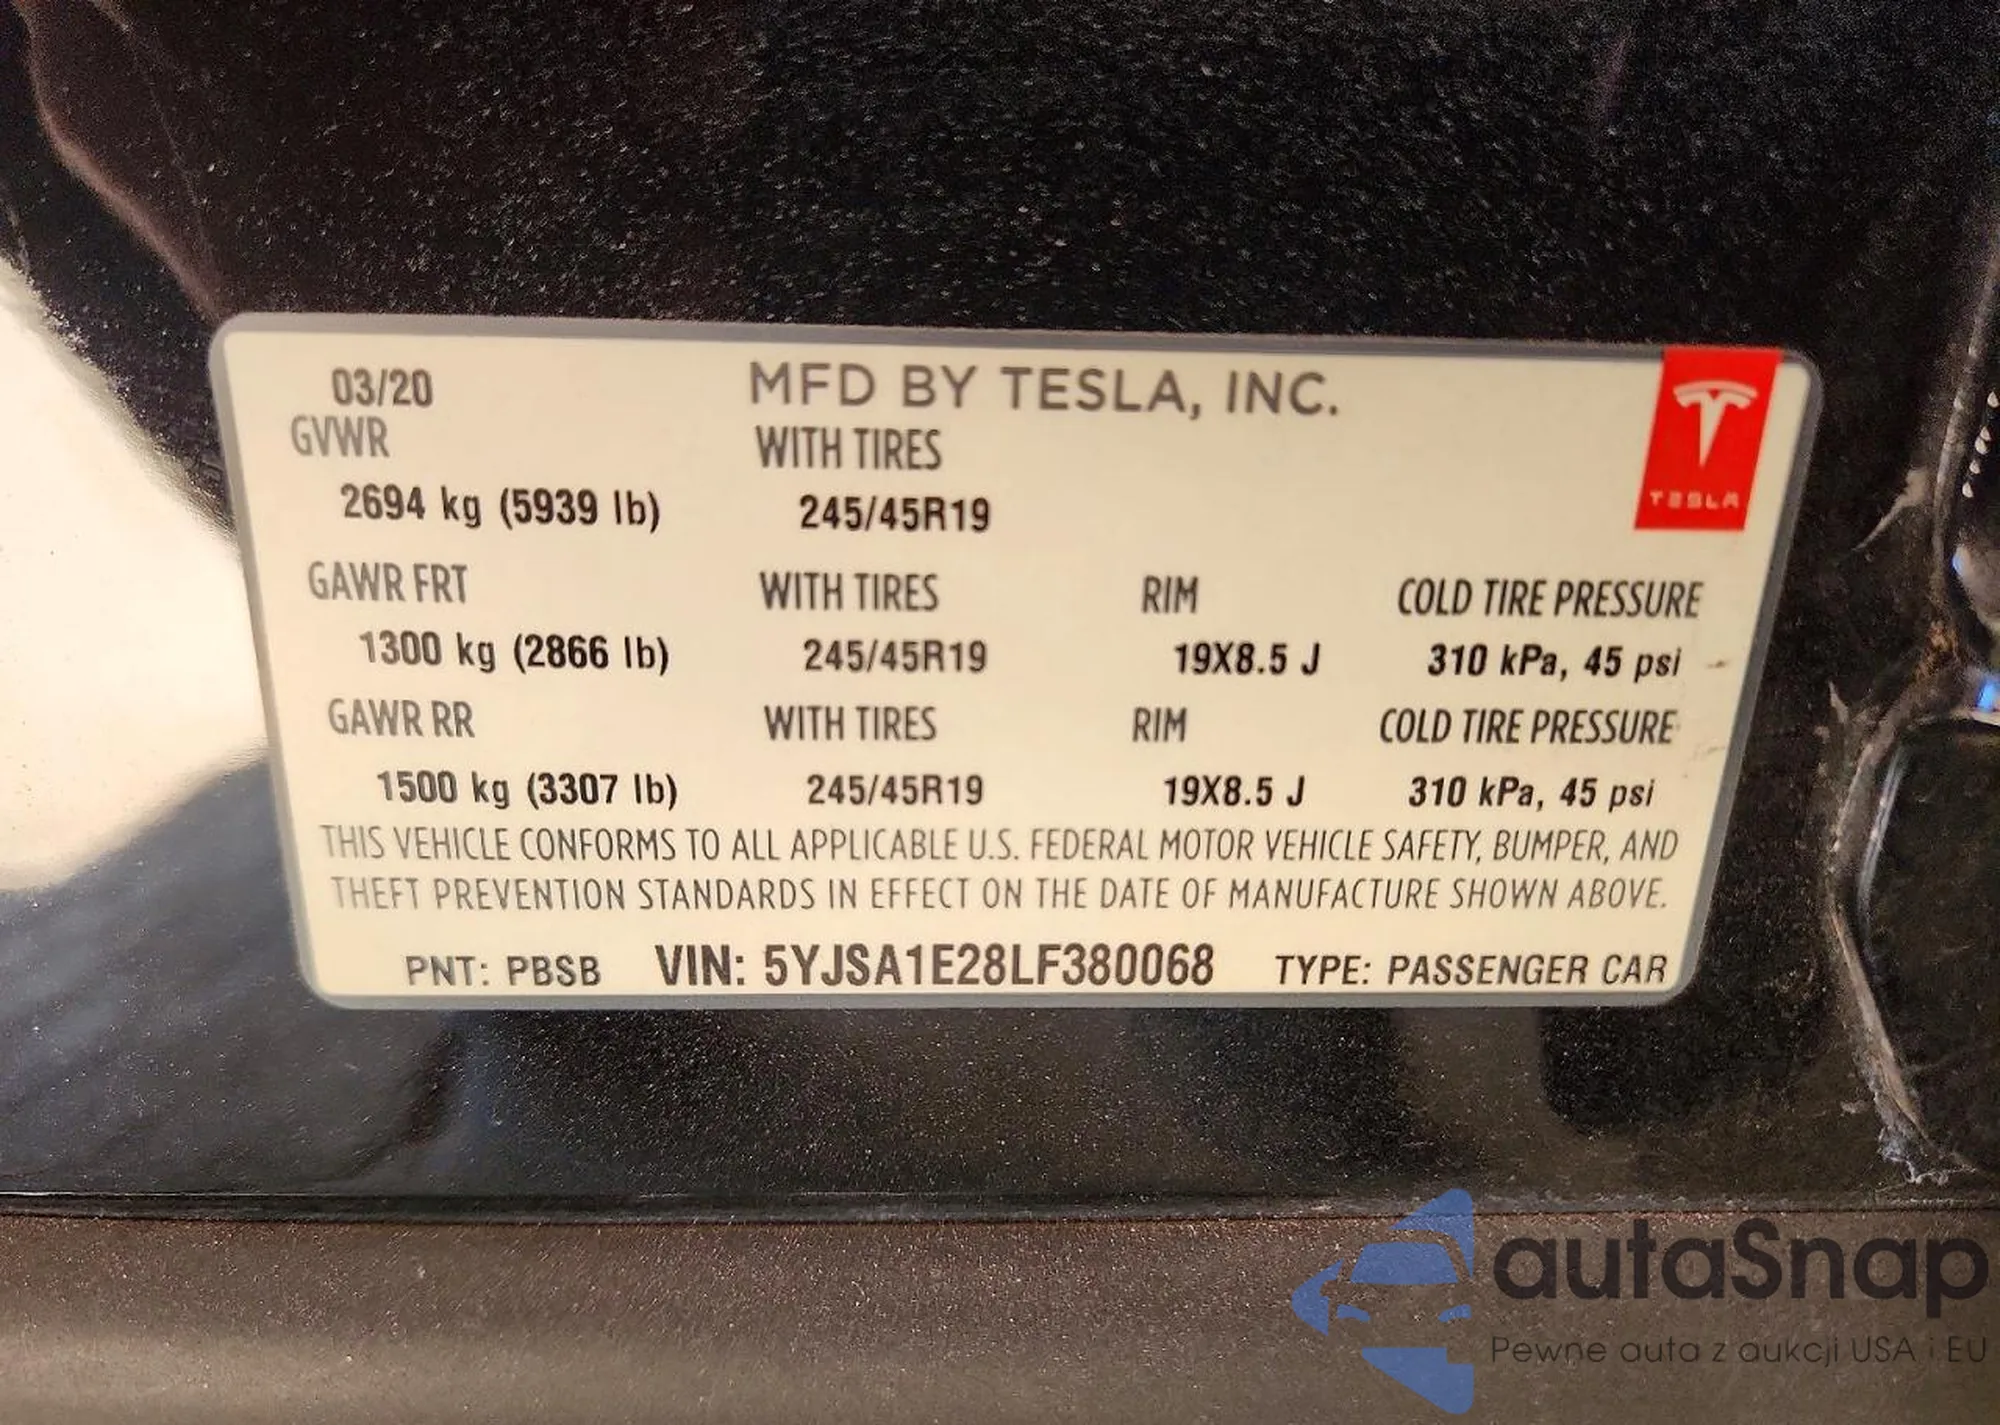 03/20 MFD BY TESLA, INC.
GVWR WITH TIRES
2694 kg (5939 lb) 245/45R19
TESLA
GAWR FRT WITH TIRES RIM COLD TIRE PRESSURE
1300 kg (2866 lb) 245/45R19 19X8.5 J 310 kPa, 45 psi
GAWR RR WITH TIRES RIM COLD TIRE PRESSURE
1500 kg (3307 lb) 245/45R19 19X8.5 J 310 kPa, 45 psi
THIS VEHICLE CONFORMS TO ALL APPLICABLE U.S. FEDERAL MOTOR VEHICLE SAFETY, BUMPER, AND
THEFT PREVENTION STANDARDS IN EFFECT ON THE DATE OF MANUFACTURE SHOWN ABOVE.
PNT: PBSB VIN: 5YJSA1E28LF380068 TYPE: PASSENGER CAR
autaSnap
Pewne auta z aukcji USA i EU